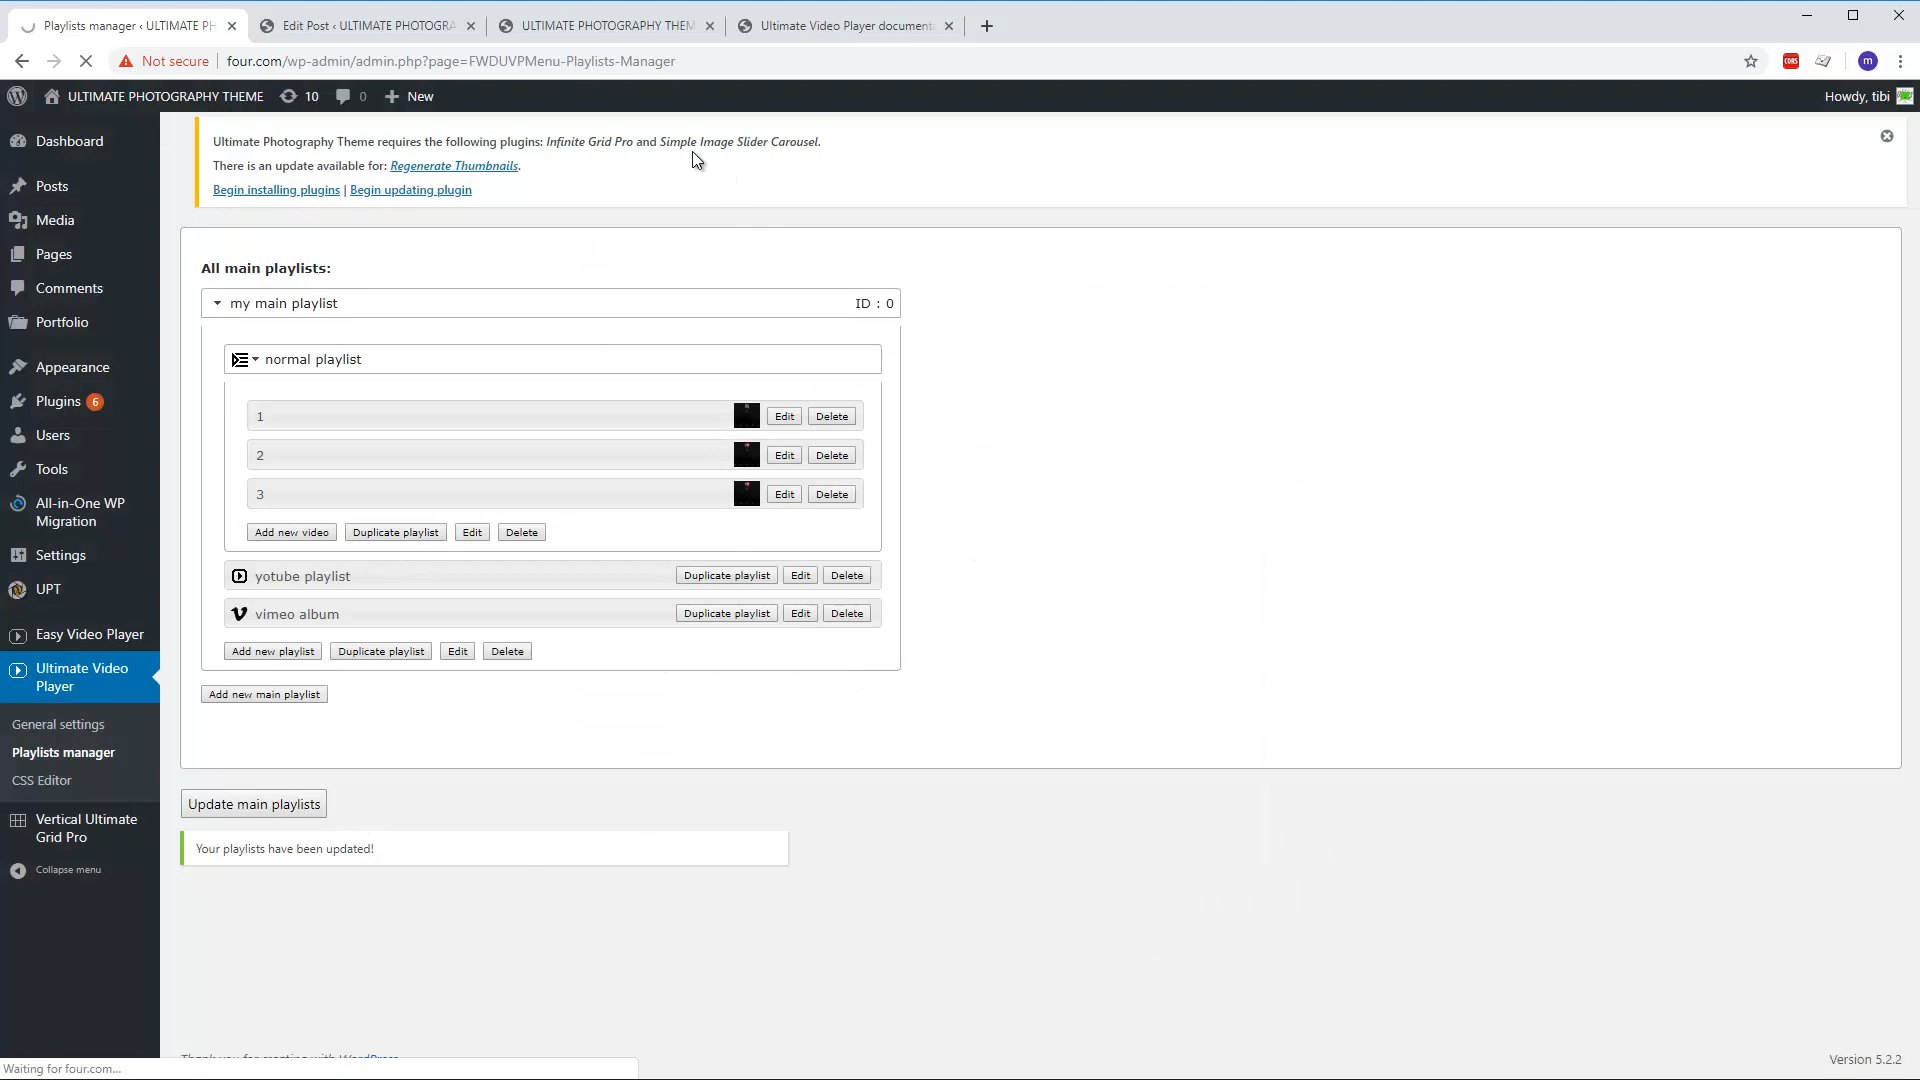 Playlists manager ‹ ULTIMATE PH
Edit Post ‹ ULTIMATE PHOTOGRA
ULTIMATE PHOTOGRAPHY THEM
Ultimate Video Player document
Not secure
four.com/wp-admin/admin.php?page=FWDUVPMenu-Playlists-Manager
CORS
m
ULTIMATE PHOTOGRAPHY THEME
10
0
New
Howdy, tibi
Dashboard
Posts
Media
Pages
Comments
Portfolio
Appearance
Plugins 6
Users
Tools
All-in-One WP
Migration
Settings
UPT
Easy Video Player
Ultimate Video
Player
General settings
Playlists manager
CSS Editor
Vertical Ultimate
Grid Pro
Collapse menu
Ultimate Photography Theme requires the following plugins: Infinite Grid Pro and Simple Image Slider Carousel.
There is an update available for: Regenerate Thumbnails.
Begin installing plugins | Begin updating plugin
All main playlists:
my main playlist ID : 0
normal playlist
1 Edit Delete
2 Edit Delete
3 Edit Delete
Add new video Duplicate playlist Edit Delete
yotube playlist Duplicate playlist Edit Delete
vimeo album Duplicate playlist Edit Delete
Add new playlist Duplicate playlist Edit Delete
Add new main playlist
Update main playlists
Your playlists have been updated!
Thank you for creating with WordPress
Version 5.2.2
Waiting for four.com...